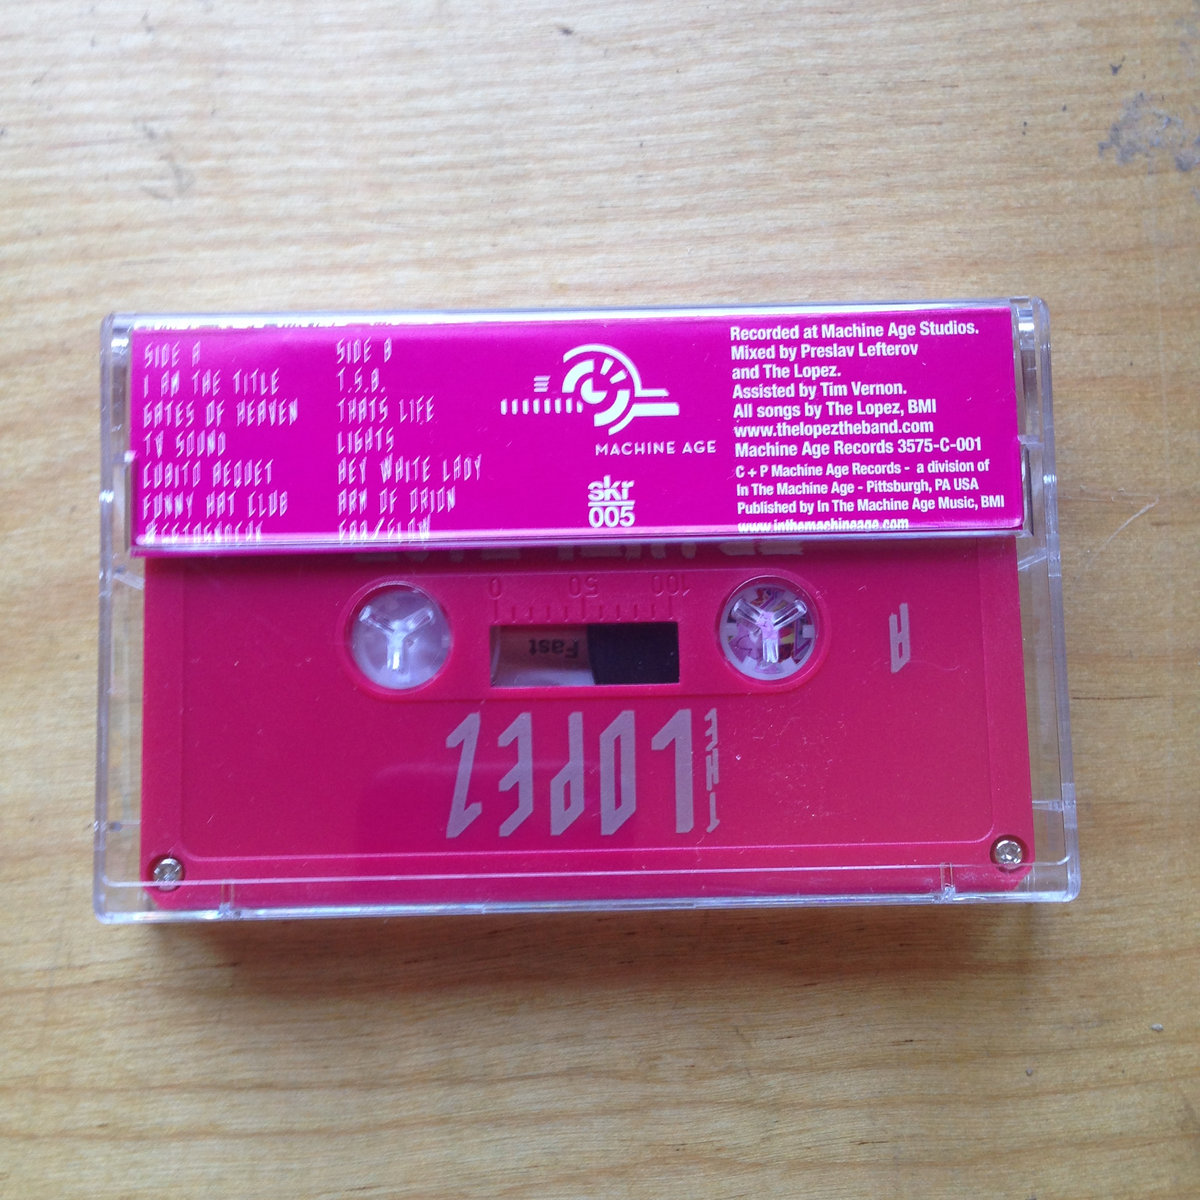 SIDE A
I AM THE TITLE
GATES OF HEAVEN
TV SOUND
CUBITO REQUET
FUNNY HAT CLUB
SIDE B
T.S.B.
THATS LIFE
LIGHTS
HEY WHITE LADY
ARM OF ORION
MACHINE AGE
skr
005
Recorded at Machine Age Studios.
Mixed by Preslav Lefterov
and The Lopez.
Assisted by Tim Vernon.
All songs by The Lopez, BMI
www.thelopeztheband.com
Machine Age Records 3575-C-001
C + P Machine Age Records - a division of
In The Machine Age - Pittsburgh, PA USA
Published by In The Machine Age Music, BMI
www.inthemachineage.com
100 50 0
Fast
A
LOPEZ